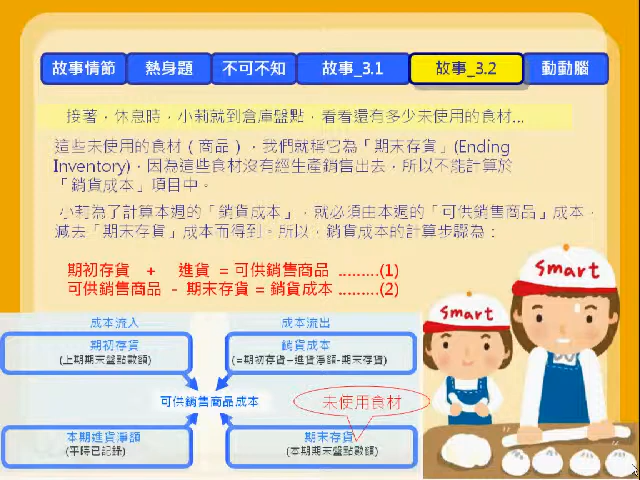 故事情節 熱身題 不可不知 故事_3.1 故事_3.2 動動腦
接著，休息時，小莉就到倉庫盤點，看看還有多少未使用的食材...
這些未使用的食材（商品），我們就稱它為「期末存貨」(Ending
Inventory)，因為這些食材沒有經生產銷售出去，所以不能計算於
「銷貨成本」項目中。
小莉為了計算本週的「銷貨成本」，就必須由本週的「可供銷售商品」成本，
減去「期末存貨」成本而得到。所以，銷貨成本的計算步驟為：
期初存貨 + 進貨 = 可供銷售商品 .........(1)
可供銷售商品 - 期末存貨 = 銷貨成本 .........(2)
smart
smart
成本流入 成本流出
期初存貨
(上期期末盤點數額)
銷貨成本
(=期初存貨+進貨淨額-期末存貨)
可供銷售商品成本
未使用食材
本期進貨淨額
(平時已記錄)
期末存貨
(本期期末盤點數額)